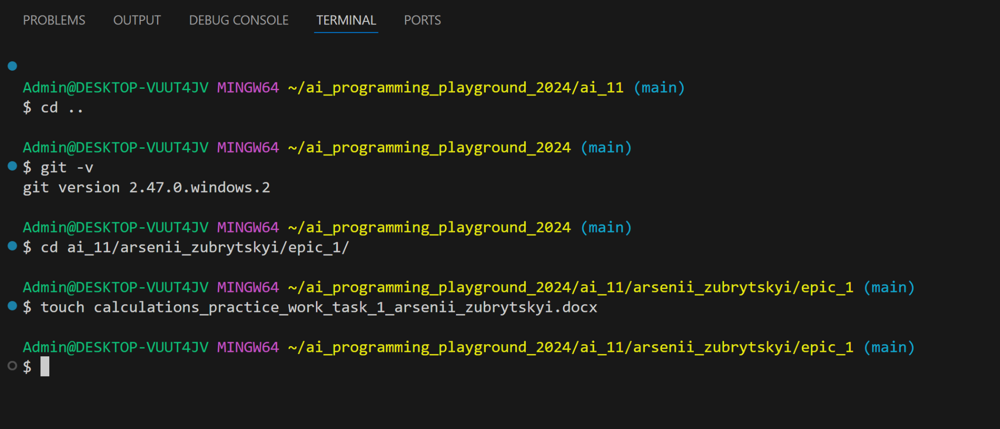 PROBLEMS OUTPUT DEBUG CONSOLE TERMINAL PORTS
Admin@DESKTOP-VUUT4JV MINGW64 ~/ai_programming_playground_2024/ai_11 (main)
$ cd ..
Admin@DESKTOP-VUUT4JV MINGW64 ~/ai_programming_playground_2024 (main)
$ git -v
git version 2.47.0.windows.2
Admin@DESKTOP-VUUT4JV MINGW64 ~/ai_programming_playground_2024 (main)
$ cd ai_11/arsenii_zubrytskyi/epic_1/
Admin@DESKTOP-VUUT4JV MINGW64 ~/ai_programming_playground_2024/ai_11/arsenii_zubrytskyi/epic_1 (main)
$ touch calculations_practice_work_task_1_arsenii_zubrytskyi.docx
Admin@DESKTOP-VUUT4JV MINGW64 ~/ai_programming_playground_2024/ai_11/arsenii_zubrytskyi/epic_1 (main)
$